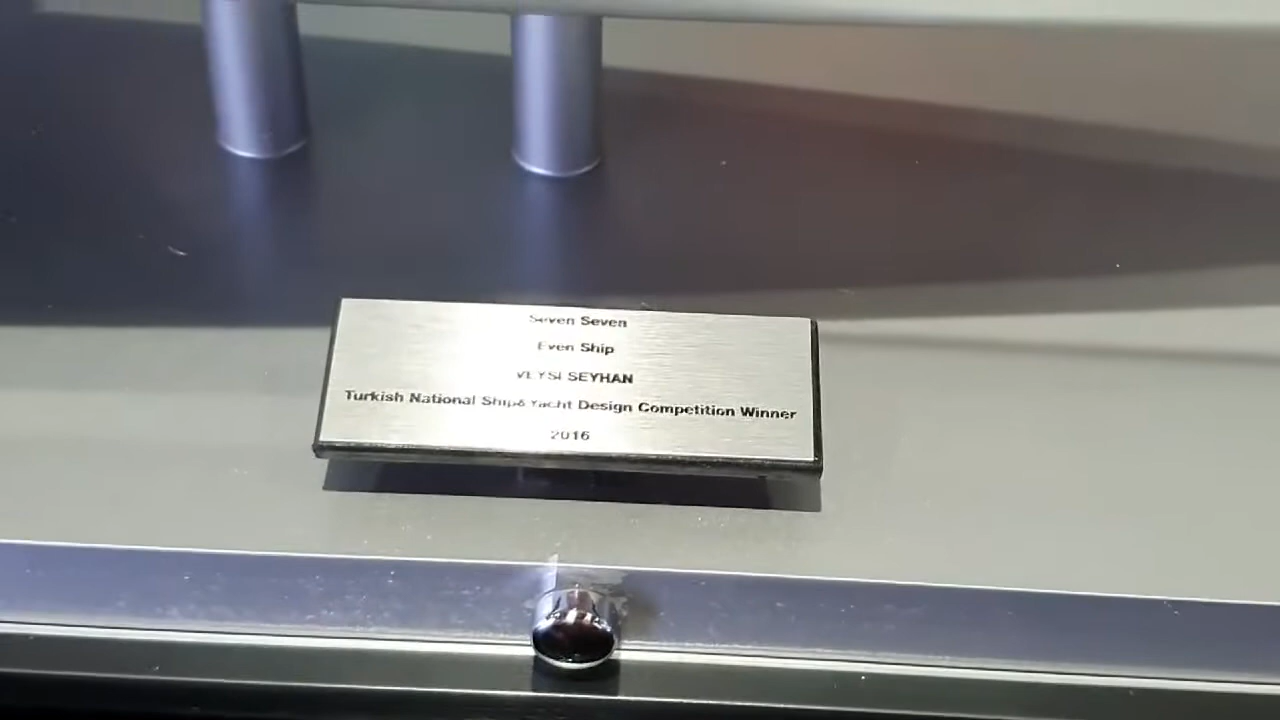 Seven Seven
Even Ship
VEYSİ SEYHAN
Turkish National Ship&Yacht Design Competition Winner
2016